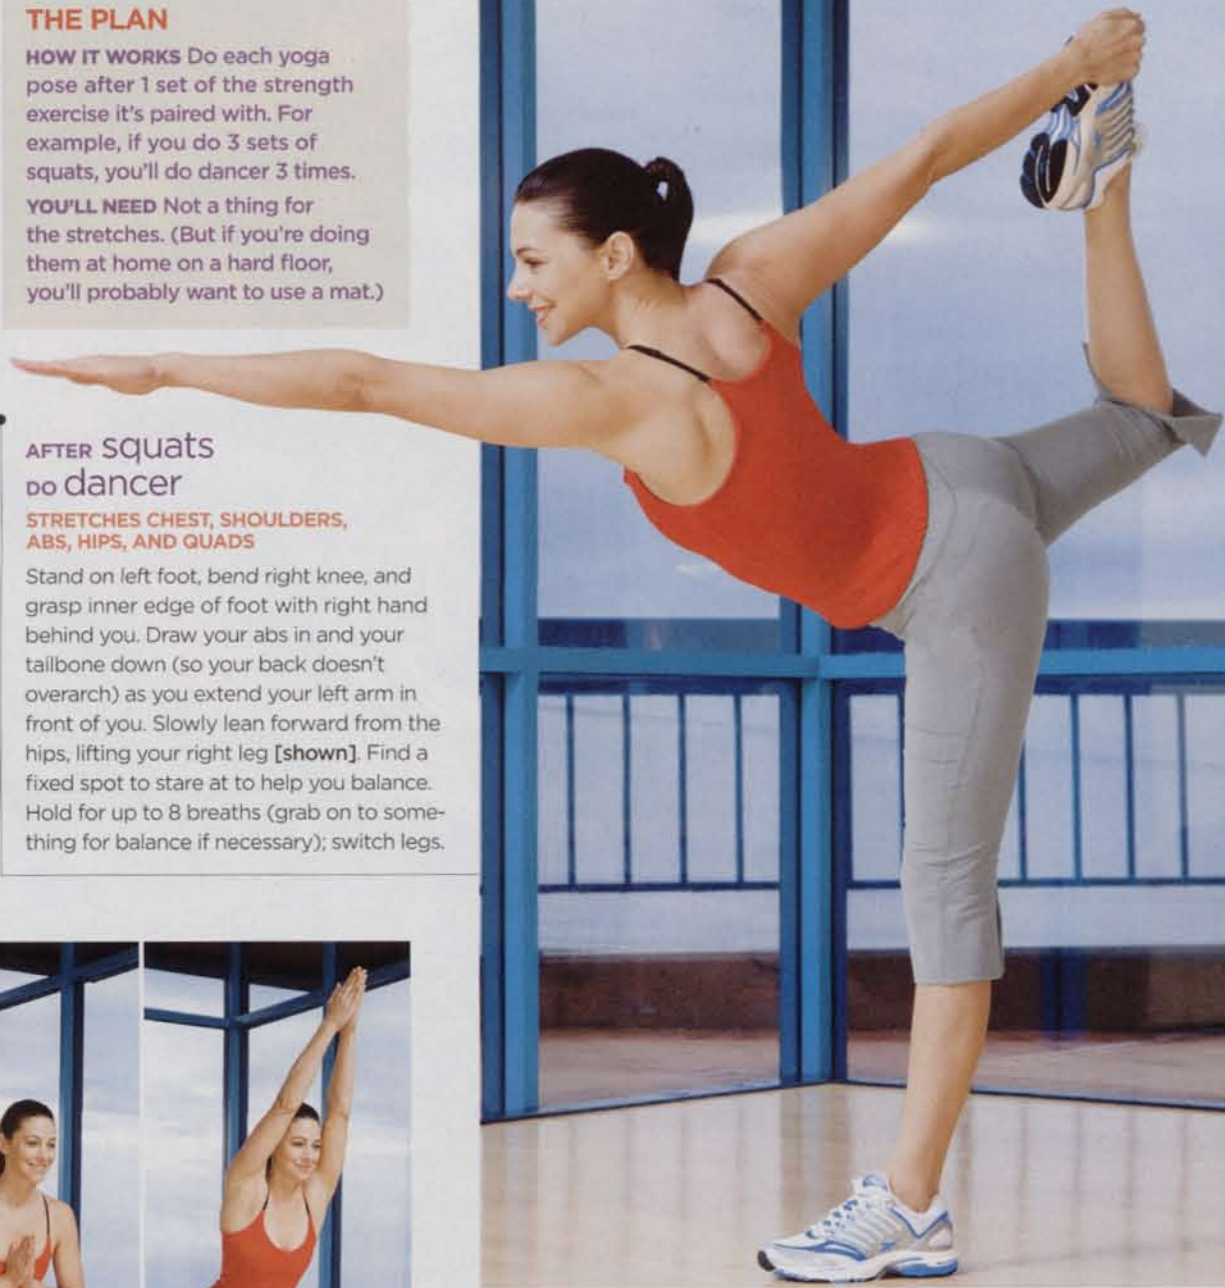 THE PLAN
HOW IT WORKS Do each yoga
pose after 1 set of the strength
exercise it's paired with. For
example, if you do 3 sets of
squats, you'll do dancer 3 times.
YOU'LL NEED Not a thing for
the stretches. (But if you're doing
them at home on a hard floor,
you'll probably want to use a mat.)
AFTER squats
DO dancer
STRETCHES CHEST, SHOULDERS,
ABS, HIPS, AND QUADS
Stand on left foot, bend right knee, and
grasp inner edge of foot with right hand
behind you. Draw your abs in and your
tailbone down (so your back doesn't
overarch) as you extend your left arm in
front of you. Slowly lean forward from the
hips, lifting your right leg [shown]. Find a
fixed spot to stare at to help you balance.
Hold for up to 8 breaths (grab on to some-
thing for balance if necessary); switch legs.